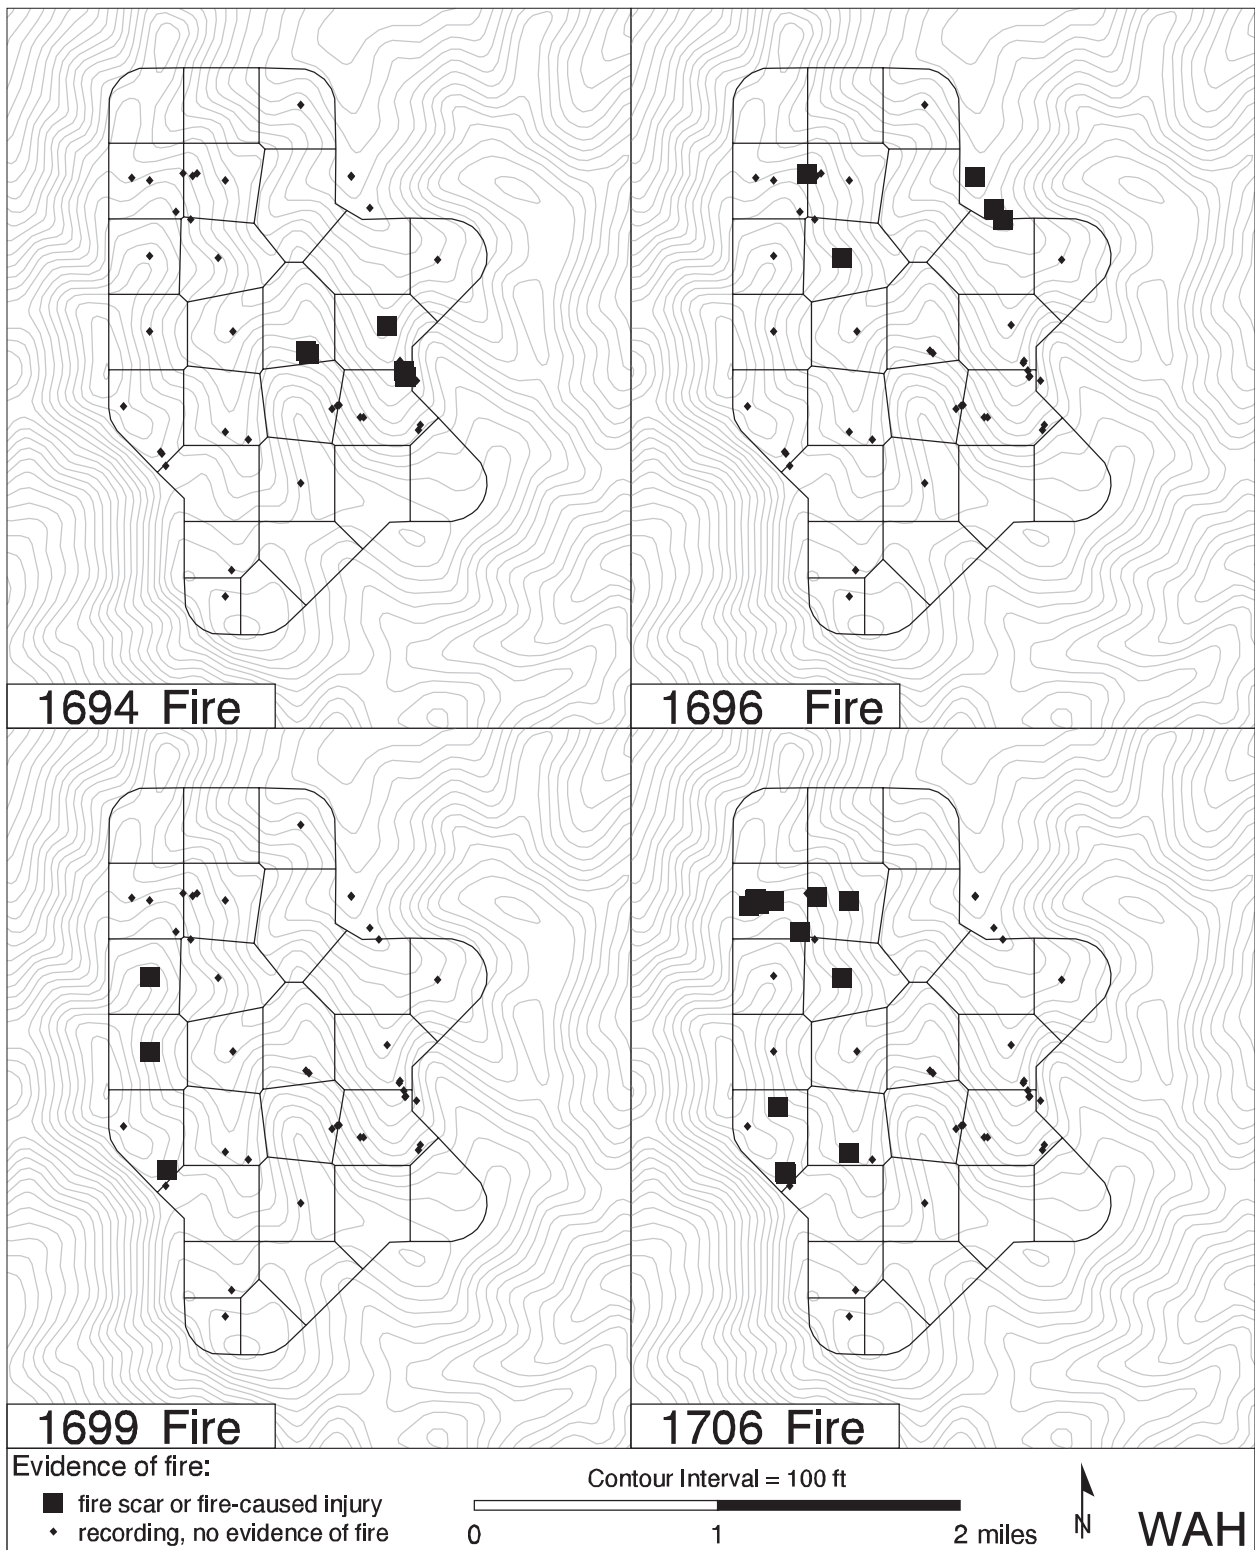 1694 Fire
1696 Fire
1699 Fire
1706 Fire
Evidence of fire:
fire scar or fire-caused injury
recording, no evidence of fire
Contour Interval = 100 ft
0 1 2 miles
N
WAH